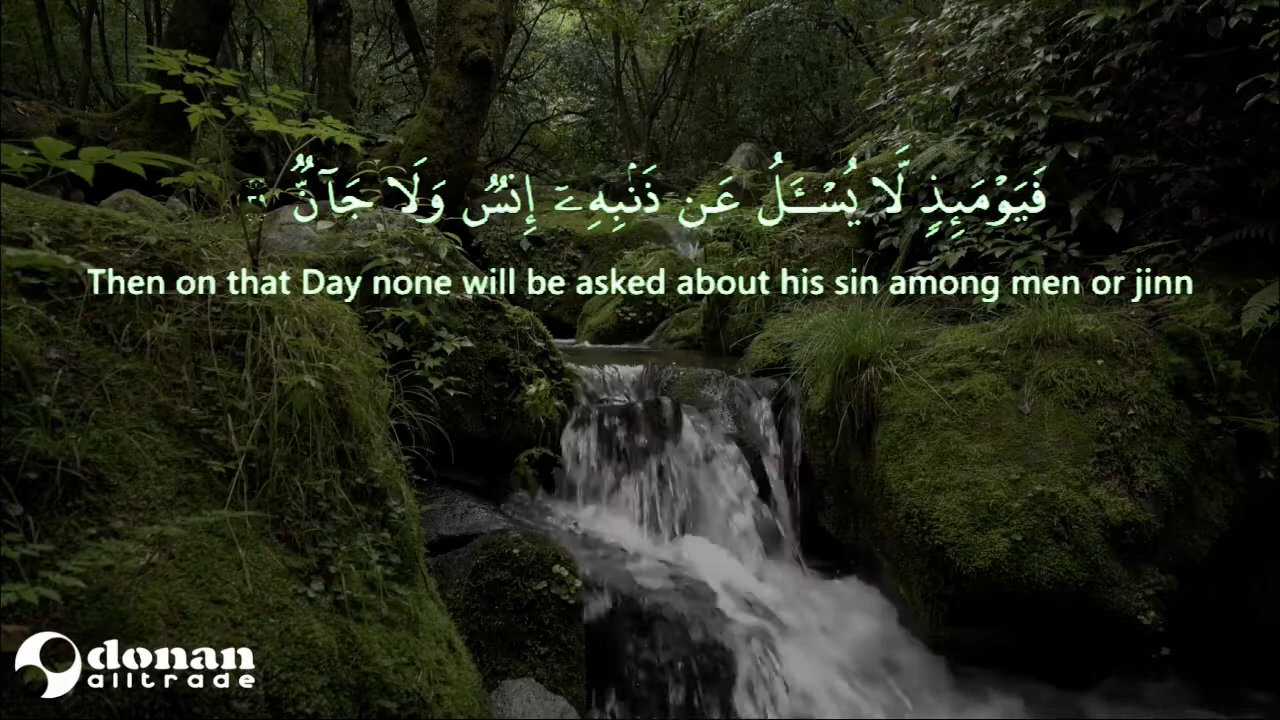 فَيَوْمَئِذٍ لَّا يُسْـَٔلُ عَن ذَنۢبِهِۦٓ إِنسٌ وَلَا جَآنٌّ
Then on that Day none will be asked about his sin among men or jinn
donan
alltrade